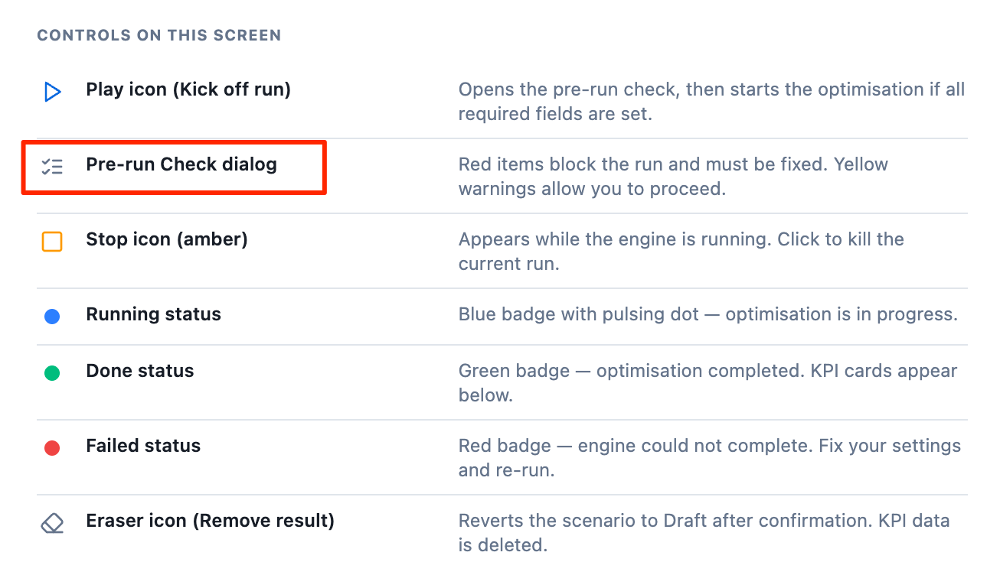 CONTROLS ON THIS SCREEN
Play icon (Kick off run)
Opens the pre-run check, then starts the optimisation if all
required fields are set.
Pre-run Check dialog
Red items block the run and must be fixed. Yellow
warnings allow you to proceed.
Stop icon (amber)
Appears while the engine is running. Click to kill the
current run.
Running status
Blue badge with pulsing dot — optimisation is in progress.
Done status
Green badge — optimisation completed. KPI cards appear
below.
Failed status
Red badge — engine could not complete. Fix your settings
and re-run.
Eraser icon (Remove result)
Reverts the scenario to Draft after confirmation. KPI data
is deleted.